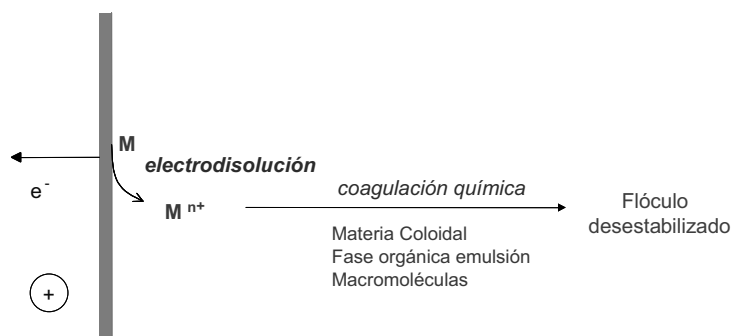 M
electrodisolución
e⁻
M ⁿ⁺
coagulación química
Materia Coloidal
Fase orgánica emulsión
Macromoléculas
Flóculo
desestabilizado
+